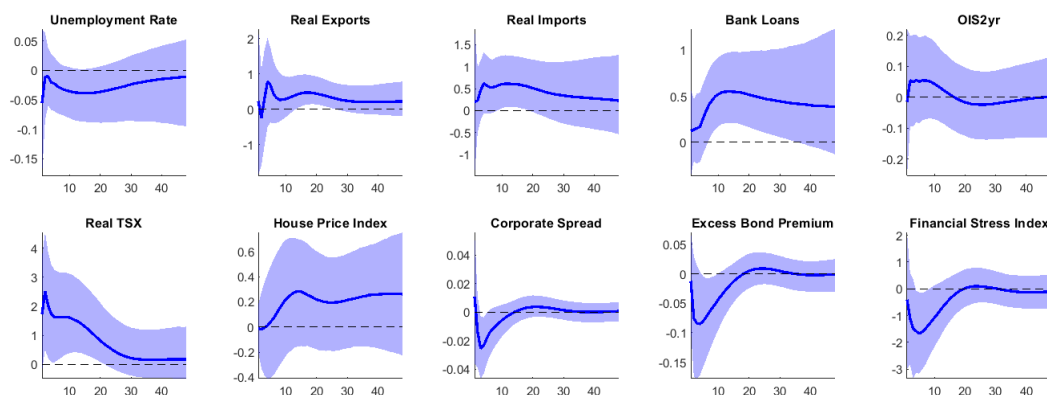 Unemployment Rate
0.05
0
-0.05
-0.1
-0.15
10 20 30 40
Real Exports
2
1
0
-1
10 20 30 40
Real Imports
1.5
1
0.5
0
0.5
-1
10 20 30 40
Bank Loans
1
0.5
0
10 20 30 40
OIS2yr
0.2
0.1
0
-0.1
-0.2
10 20 30 40
Real TSX
4
3
2
1
0
10 20 30 40
House Price Index
0.6
0.4
0.2
0
-0.2
-0.4
10 20 30 40
Corporate Spread
0.04
0.02
0
-0.02
-0.04
10 20 30 40
Excess Bond Premium
0.05
0
-0.05
-0.1
-0.15
10 20 30 40
Financial Stress Index
2
1
0
-1
-2
-3
10 20 30 40